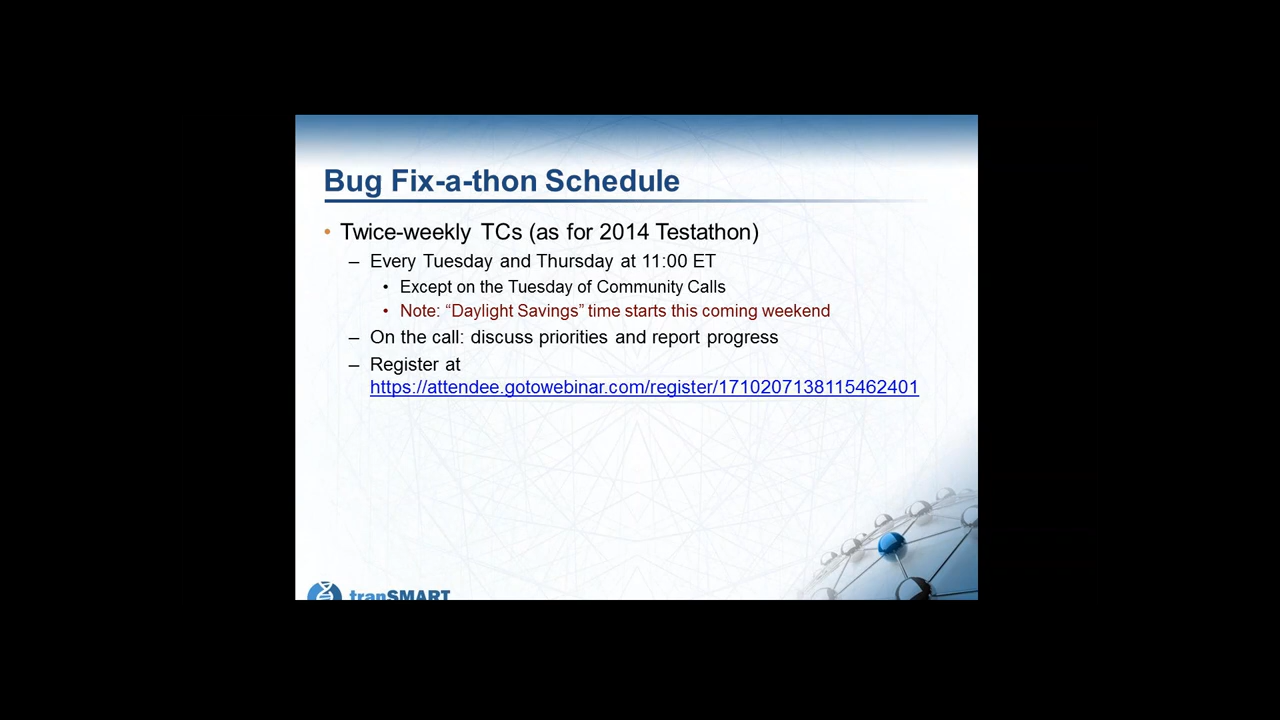 Bug Fix-a-thon Schedule
• Twice-weekly TCs (as for 2014 Testathon)
– Every Tuesday and Thursday at 11:00 ET
• Except on the Tuesday of Community Calls
• Note: “Daylight Savings” time starts this coming weekend
– On the call: discuss priorities and report progress
– Register at
https://attendee.gotowebinar.com/register/1710207138115462401
tranSMART